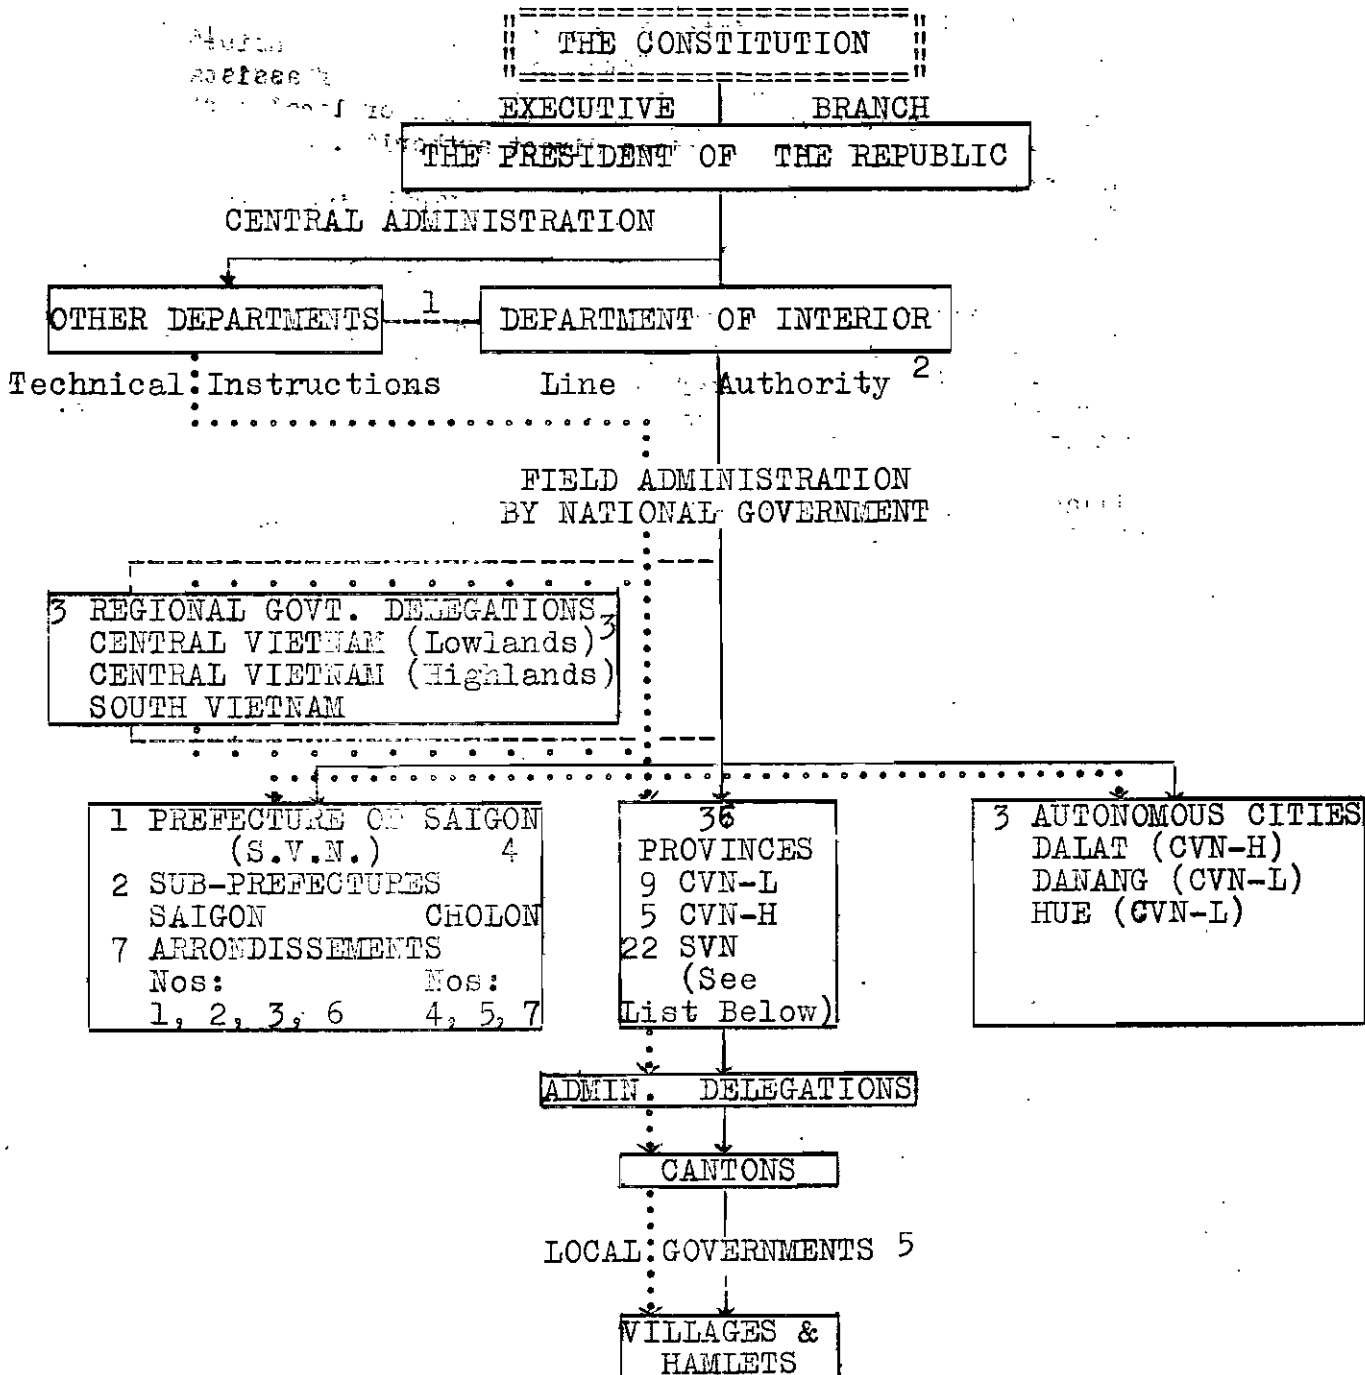 THE CONSTITUTION
EXECUTIVE BRANCH
THE PRESIDENT OF THE REPUBLIC
CENTRAL ADMINISTRATION
OTHER DEPARTMENTS 1 DEPARTMENT OF INTERIOR
Technical Instructions Line Authority 2
FIELD ADMINISTRATION
BY NATIONAL GOVERNMENT
3 REGIONAL GOVT. DELEGATIONS 3
CENTRAL VIETNAM (Lowlands)
CENTRAL VIETNAM (Highlands)
SOUTH VIETNAM
1 PREFECTURE OF SAIGON
(S.V.N.) 4
2 SUB-PREFECTURES
SAIGON CHOLON
7 ARRONDISSEMENTS
Nos: Nos:
1, 2, 3, 6 4, 5, 7
36
PROVINCES
9 CVN-L
5 CVN-H
22 SVN
(See
List Below)
3 AUTONOMOUS CITIES
DALAT (CVN-H)
DANANG (CVN-L)
HUE (CVN-L)
ADMIN. DELEGATIONS
CANTONS
LOCAL GOVERNMENTS 5
VILLAGES &
HAMLETS